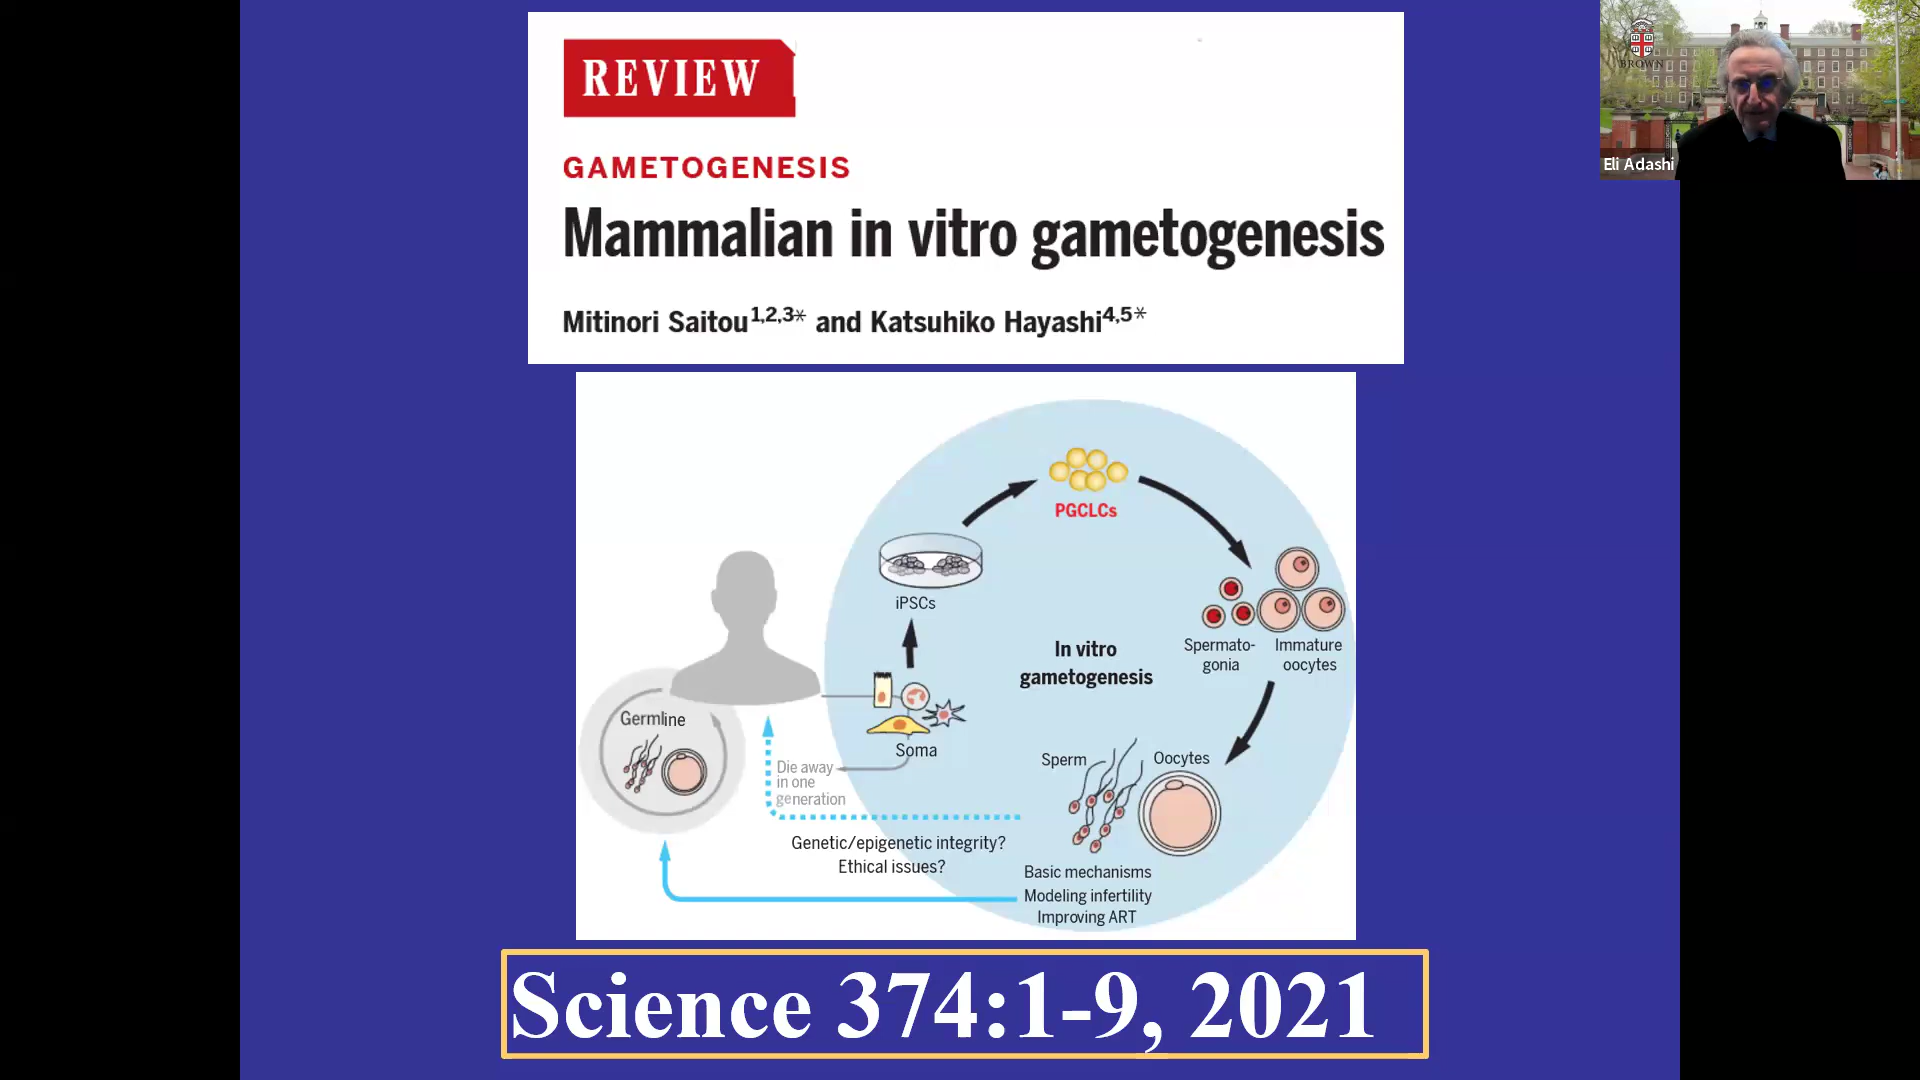 REVIEW
GAMETOGENESIS
Mammalian in vitro gametogenesis
Mitinori Saitou1,2,3* and Katsuhiko Hayashi4,5*
BROWN
Eli Adashi
PGCLCs
iPSCs
In vitro
gametogenesis
Spermato-
gonia
Immature
oocytes
Germline
Soma
Die away
in one
generation
Sperm
Oocytes
Genetic/epigenetic integrity?
Ethical issues?
Basic mechanisms
Modeling infertility
Improving ART
Science 374:1-9, 2021